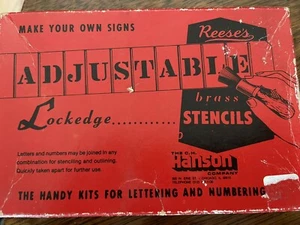 MAKE YOUR OWN SIGNS
Reese's
ADJUSTABLE
brass
Lockedge............
STENCILS
Letters and numbers may be joined in any
combination for stenciling and outlining.
Quickly taken apart for further use.
THE C.H.
Hanson
COMPANY
THE HANDY KITS FOR LETTERING AND NUMBERING